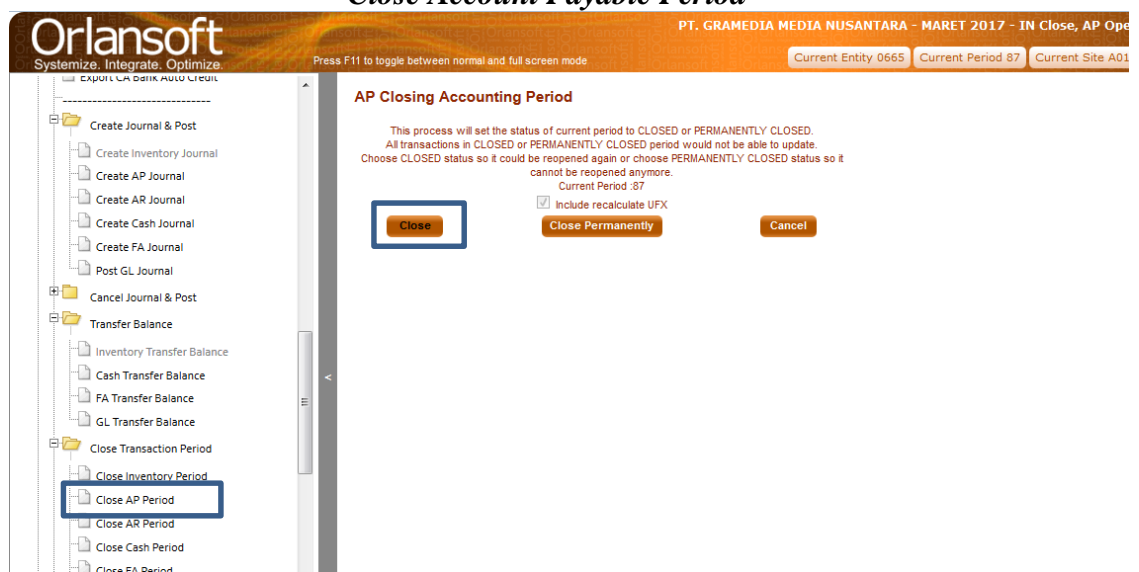 Close Account Payable Period
Orlansoft
Systemize. Integrate. Optimize.
Press F11 to toggle between normal and full screen mode
PT. GRAMEDIA MEDIA NUSANTARA - MARET 2017 - IN Close, AP Ope
Current Entity 0665
Current Period 87
Current Site A01
Export CA Bank Auto Credit
------------------------------
Create Journal & Post
Create Inventory Journal
Create AP Journal
Create AR Journal
Create Cash Journal
Create FA Journal
Post GL Journal
Cancel Journal & Post
Transfer Balance
Inventory Transfer Balance
Cash Transfer Balance
FA Transfer Balance
GL Transfer Balance
Close Transaction Period
Close Inventory Period
Close AP Period
Close AR Period
Close Cash Period
Close FA Period
<
AP Closing Accounting Period
This process will set the status of current period to CLOSED or PERMANENTLY CLOSED.
All transactions in CLOSED or PERMANENTLY CLOSED period would not be able to update.
Choose CLOSED status so it could be reopened again or choose PERMANENTLY CLOSED status so it
cannot be reopened anymore.
Current Period :87
Include recalculate UFX
Close
Close Permanently
Cancel